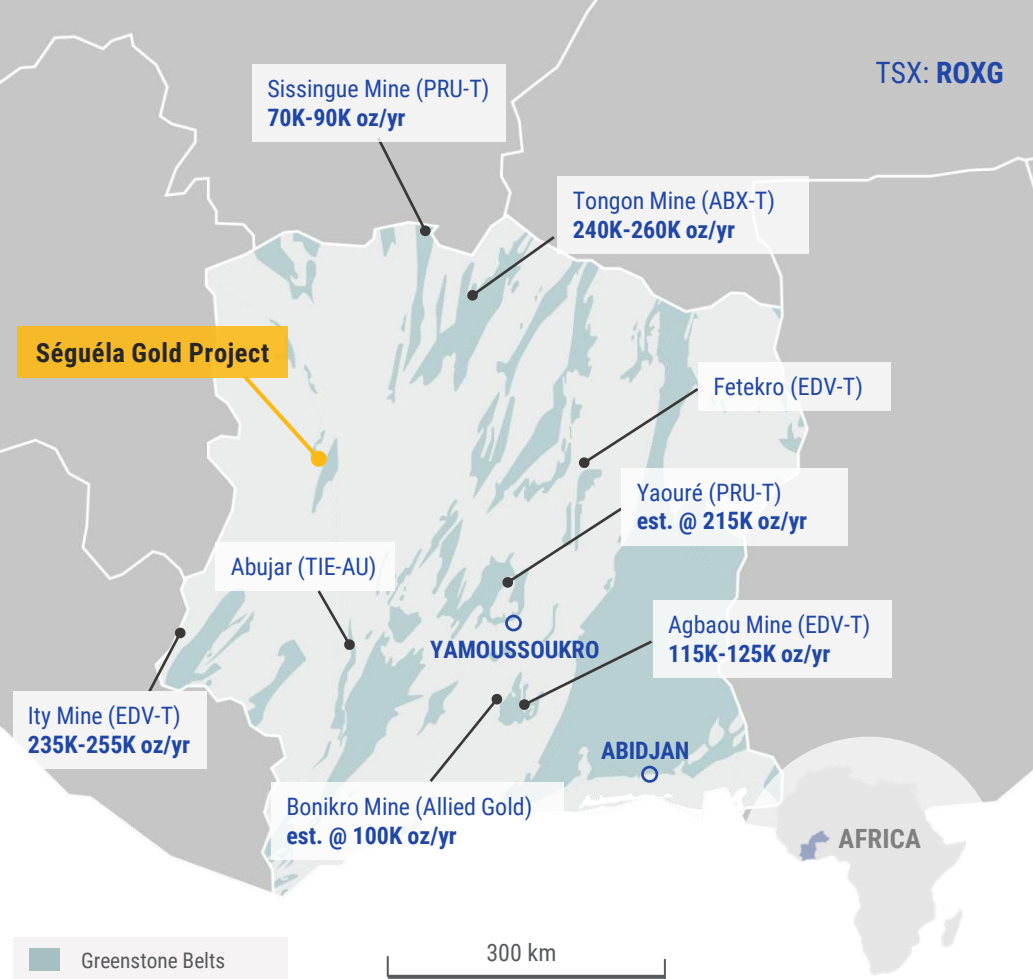 TSX: ROXG
Sissingue Mine (PRU-T)
70K-90K oz/yr
Tongon Mine (ABX-T)
240K-260K oz/yr
Séguéla Gold Project
Fetekro (EDV-T)
Yaouré (PRU-T)
est. @ 215K oz/yr
Abujar (TIE-AU)
YAMOUSSOUKRO
Agbaou Mine (EDV-T)
115K-125K oz/yr
Ity Mine (EDV-T)
235K-255K oz/yr
ABIDJAN
Bonikro Mine (Allied Gold)
est. @ 100K oz/yr
AFRICA
Greenstone Belts
300 km